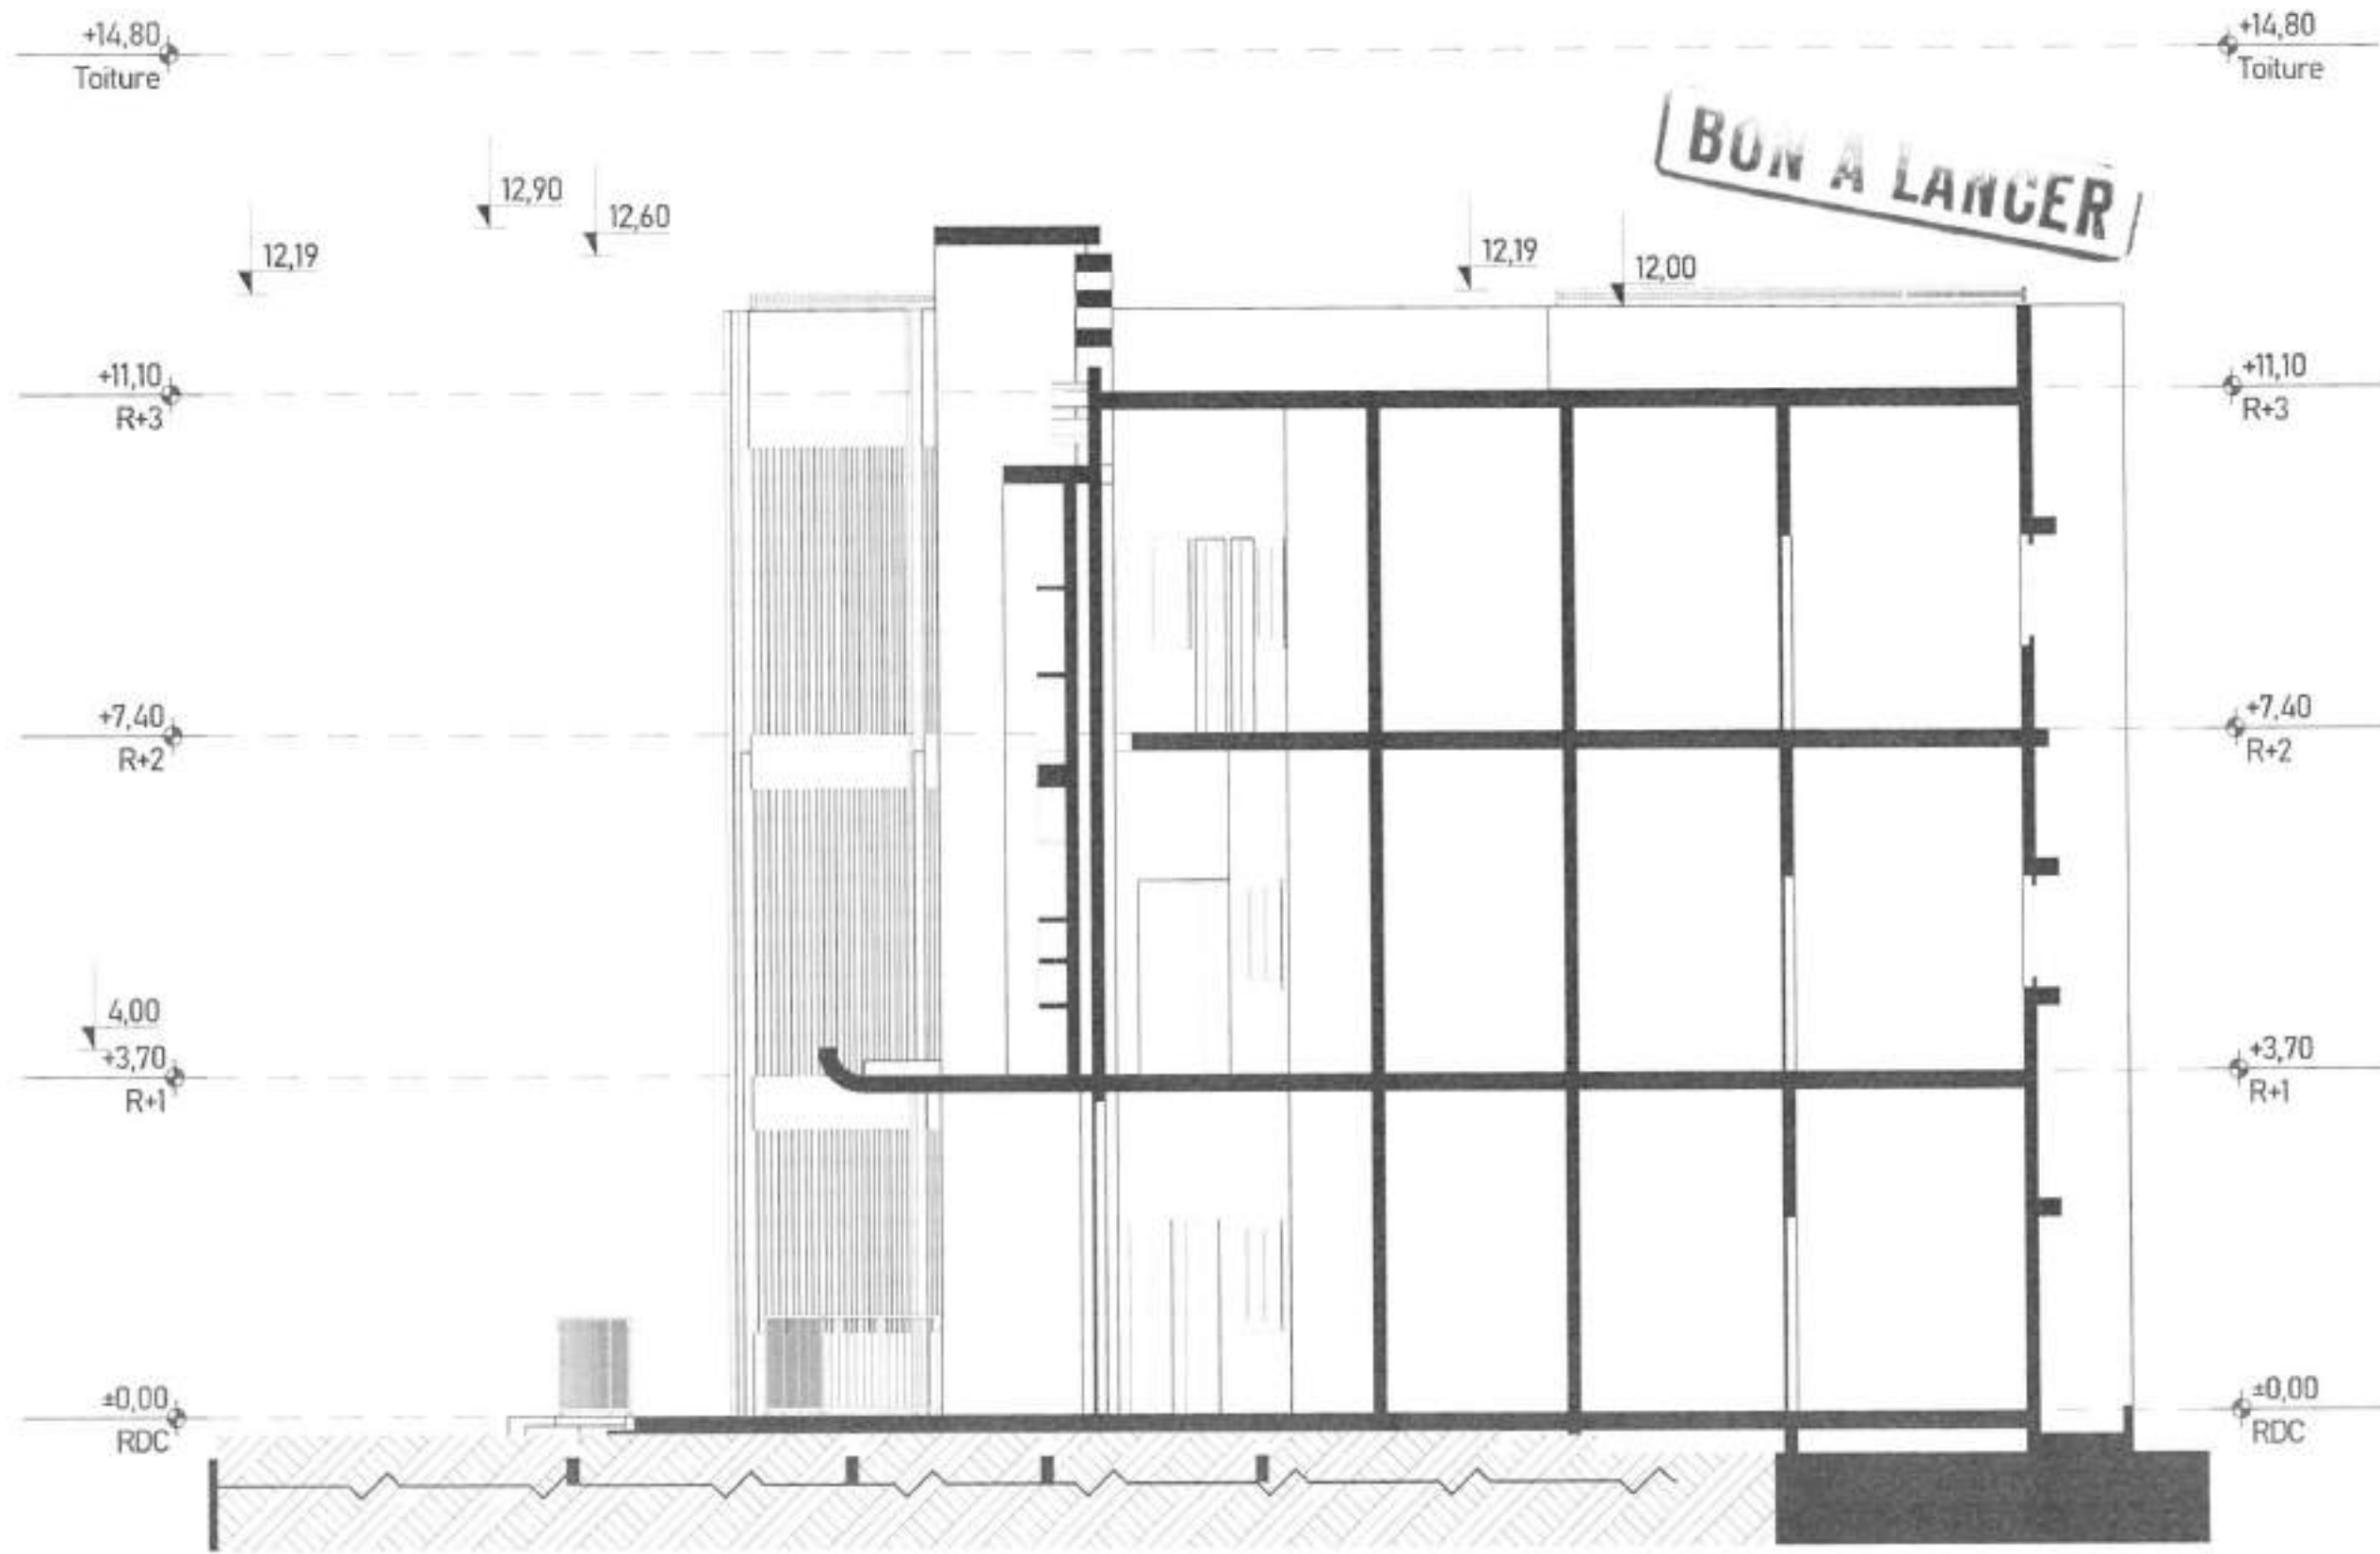 +14,80
Toiture
+14,80
Toiture
BON A LANCER
12,90
12,60
12,19
12,19
12,00
+11,10
R+3
+11,10
R+3
+7,40
R+2
+7,40
R+2
4,00
+3,70
R+1
+3,70
R+1
±0,00
RDC
±0,00
RDC